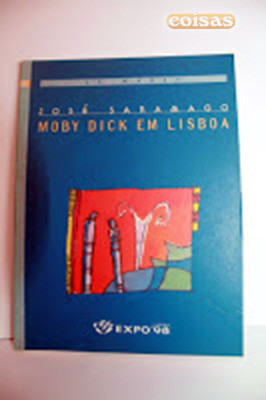 coisas
JOSÉ SARAMAGO
MOBY DICK EM LISBOA
EXPO'98